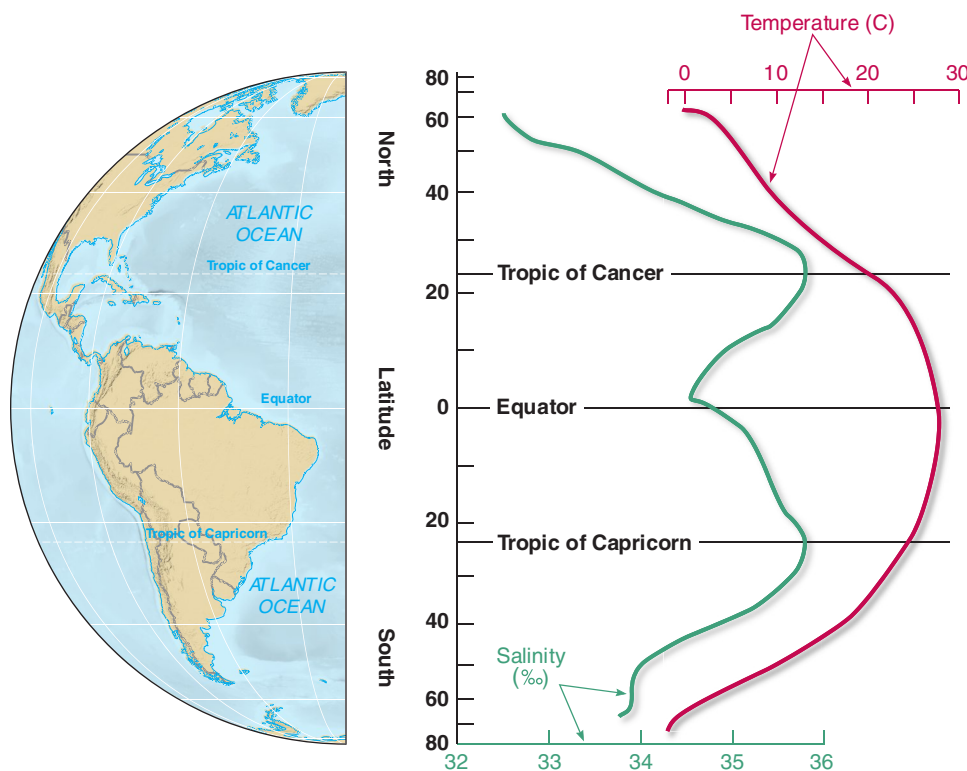 Temperature (C)
0 10 20 30
80
60
40
20
0
20
40
60
80
North
Latitude
South
ATLANTIC
OCEAN
Tropic of Cancer
Equator
Tropic of Capricorn
ATLANTIC
OCEAN
Tropic of Cancer
Equator
Tropic of Capricorn
Salinity
(‰)
32 33 34 35 36